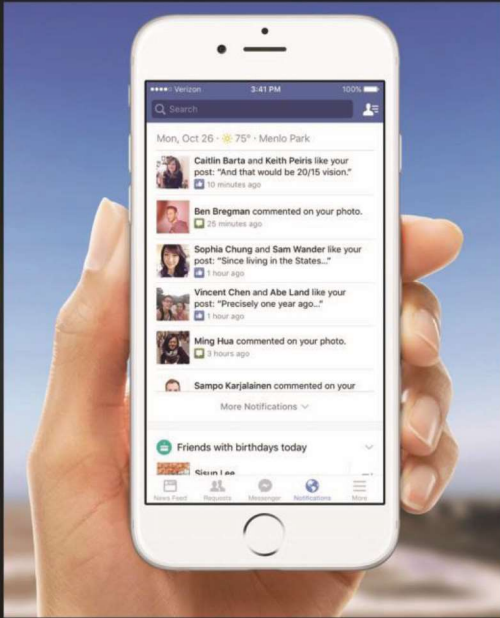 Verizon 3:41 PM 100%
Search
Mon, Oct 26 · 75° · Menlo Park
Caitlin Barta and Keith Peiris like your
post: "And that would be 20/15 vision."
10 minutes ago
Ben Bregman commented on your photo.
25 minutes ago
Sophia Chung and Sam Wander like your
post: "Since living in the States..."
1 hour ago
Vincent Chen and Abe Land like your
post: "Precisely one year ago..."
1 hour ago
Ming Hua commented on your photo.
3 hours ago
Sampo Karjalainen commented on your
More Notifications
Friends with birthdays today
Sisun Lee
News Feed Requests Messenger Notifications More